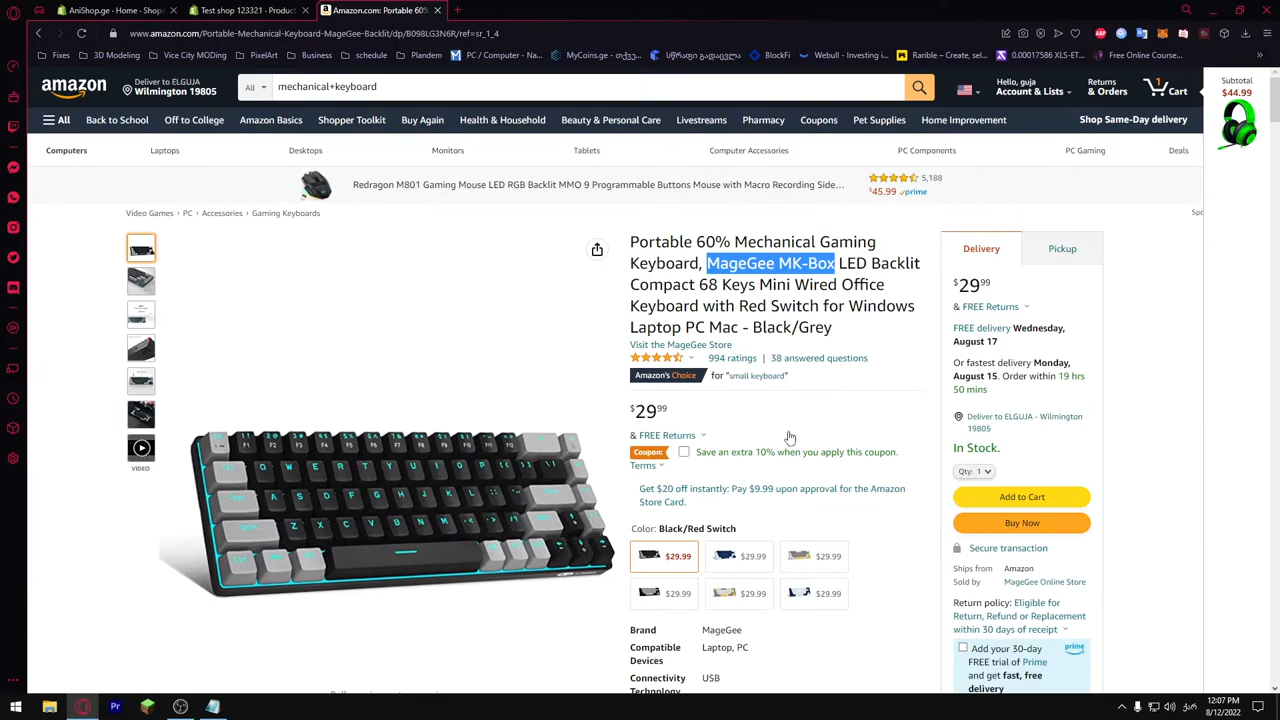 AniShop.ge - Home - Shopi
Test shop 123321 - Product
Amazon.com: Portable 60%
www.amazon.com/Portable-Mechanical-Keyboard-MageGee-Backlit/dp/B098LG3N6R/ref=sr_1_4
Anime
Vice City MODing
PixelArt
Business
schedule
Plandem
PC / Computer - Na...
MyCoins.ge - თქვე...
BlockFi
Webull - Investing...
Rarible – Create an...
0.00017586 XLS-ET...
Free Online Course...
amazon
Deliver to ELGUJA
Wilmington 19805
All
mechanical+keyboard
Hello, guja
Account & Lists
Returns
& Orders
1
Cart
Subtotal
$44.99
All
Back to School
Off to College
Amazon Basics
Shopper Toolkit
Buy Again
Health & Household
Beauty & Personal Care
Livestreams
Pharmacy
Coupons
Pet Supplies
Home Improvement
Shop Same-Day delivery
Computers
Laptops
Desktops
Monitors
Tablets
Computer Accessories
PC Components
PC Gaming
Deals
Redragon M801 Gaming Mouse LED RGB Backlit MMO 9 Programmable Buttons Mouse with Macro Recording Side...
5,188
$45.99 prime
Video Games › PC › Accessories › Gaming Keyboards
Spo
Portable 60% Mechanical Gaming
Keyboard, MageGee MK-Box LED Backlit
Compact 68 Keys Mini Wired Office
Keyboard with Red Switch for Windows
Laptop PC Mac - Black/Grey
Visit the MageGee Store
994 ratings | 38 answered questions
Amazon's Choice for "small keyboard"
$29 99
& FREE Returns
Coupon: Save an extra 10% when you apply this coupon.
Terms
Get $20 off instantly: Pay $9.99 upon approval for the Amazon
Store Card.
Color: Black/Red Switch
$29.99
$29.99
$29.99
$29.99
$29.99
$29.99
Brand MageGee
Compatible
Devices
Laptop, PC
Connectivity
Technology
USB
VIDEO
Delivery
Pickup
$29 99
& FREE Returns
FREE delivery Wednesday,
August 17
Or fastest delivery Monday,
August 15. Order within 19 hrs
50 mins
Deliver to ELGUJA - Wilmington
19805
In Stock.
Qty: 1
Add to Cart
Buy Now
Secure transaction
Ships from Amazon
Sold by MageGee Online Store
Return policy: Eligible for
Return, Refund or Replacement
within 30 days of receipt
Add your 30-day
FREE trial of Prime
and get fast, free
delivery
prime
Pr
12:07 PM
8/12/2022